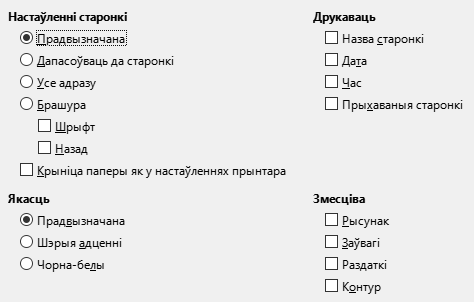 Настаўленні старонкі
Прадвызначана
Дапасоўваць да старонкі
Усе адразу
Брашура
Шрыфт
Назад
Крыніца паперы як у настаўленнях прынтара
Друкаваць
Назва старонкі
Дата
Час
Прыхаваныя старонкі
Якасць
Прадвызначана
Шэрыя адценні
Чорна-белы
Змесціва
Рысунак
Заўвагі
Раздаткі
Контур